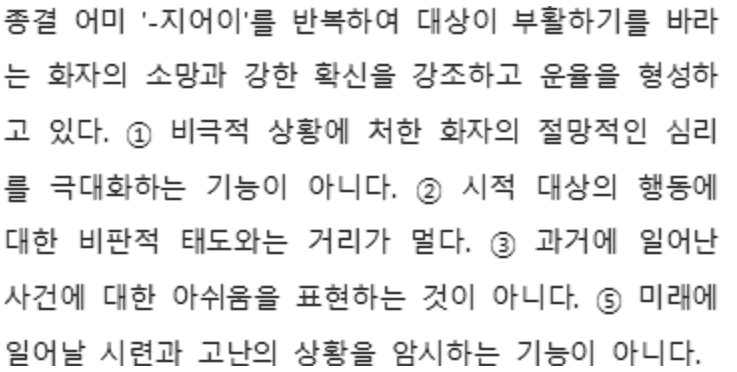 종결 어미 '-지어이'를 반복하여 대상이 부활하기를 바라
는 화자의 소망과 강한 확신을 강조하고 운율을 형성하
고 있다. ① 비극적 상황에 처한 화자의 절망적인 심리
를 극대화하는 기능이 아니다. ② 시적 대상의 행동에
대한 비판적 태도와는 거리가 멀다. ③ 과거에 일어난
사건에 대한 아쉬움을 표현하는 것이 아니다. ⑤ 미래에
일어날 시련과 고난의 상황을 암시하는 기능이 아니다.